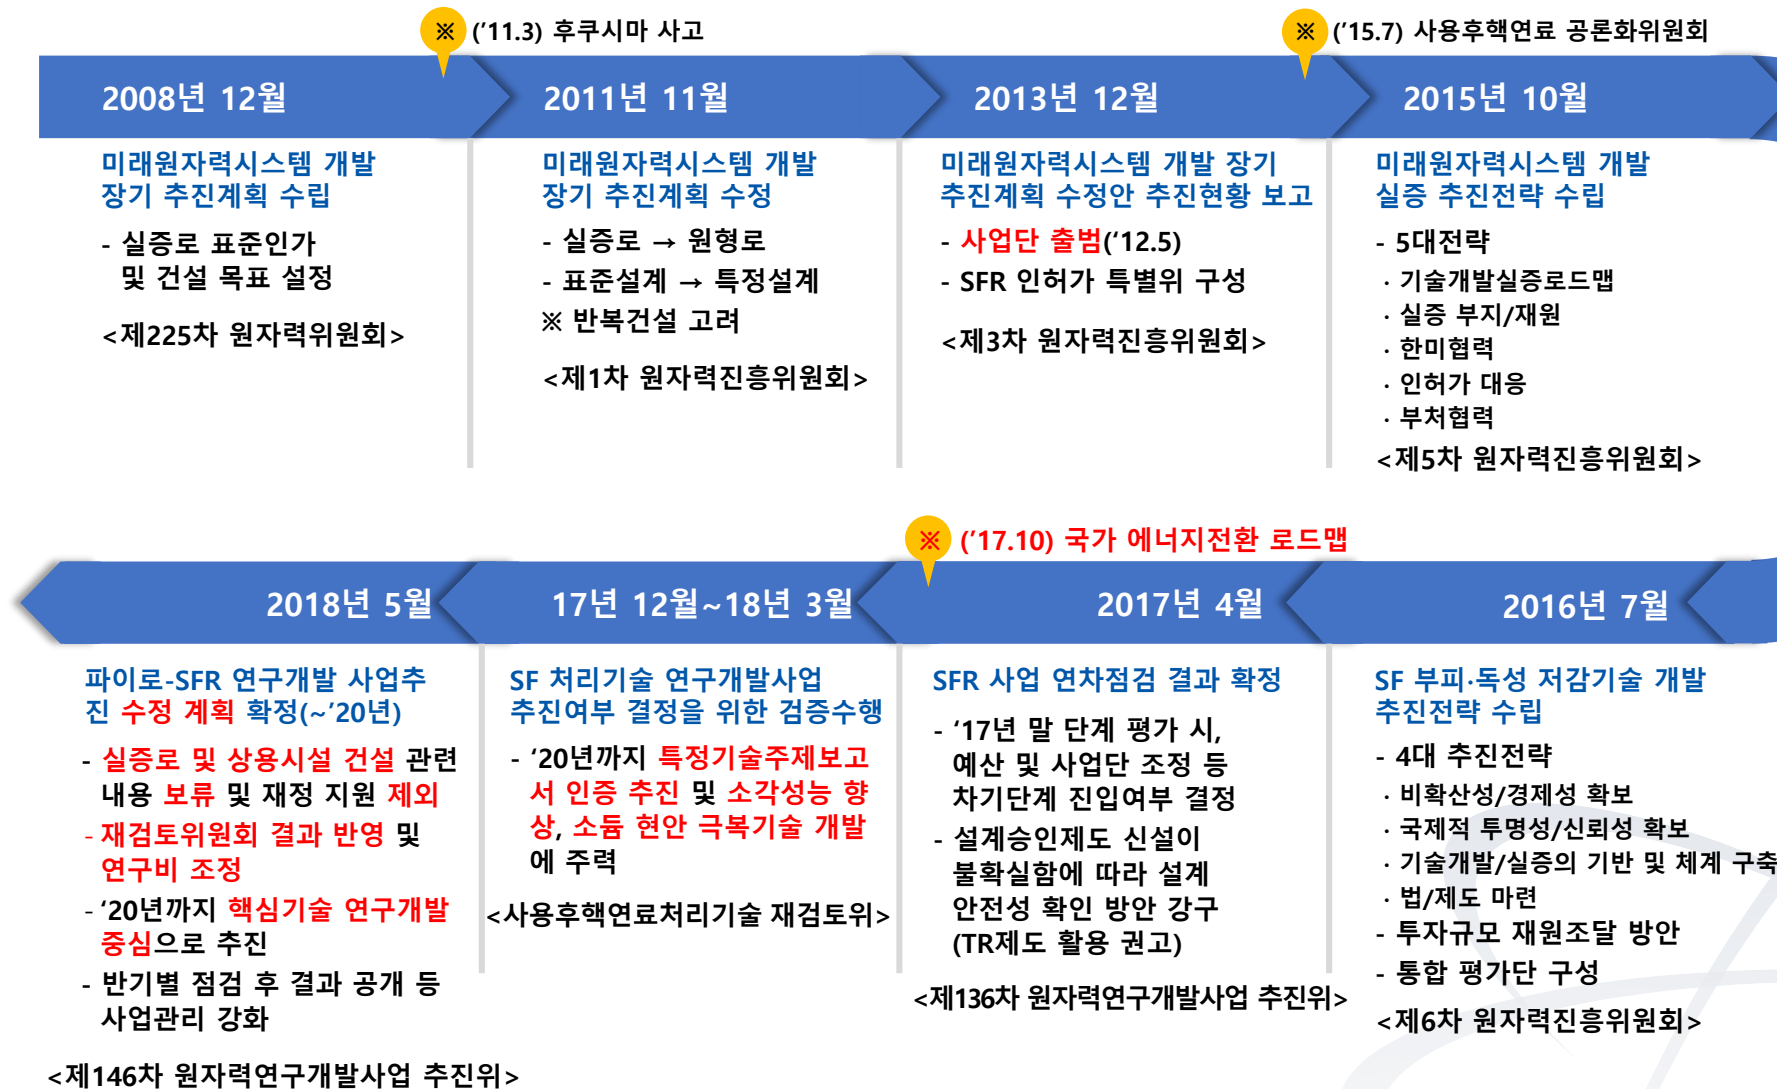 ※ ('11.3) 후쿠시마 사고
※ ('15.7) 사용후핵연료 공론화위원회
2008년 12월
2011년 11월
2013년 12월
2015년 10월
미래원자력시스템 개발
장기 추진계획 수립
- 실증로 표준인가
및 건설 목표 설정
<제225차 원자력위원회>
미래원자력시스템 개발
장기 추진계획 수정
- 실증로 → 원형로
- 표준설계 → 특정설계
※ 반복건설 고려
<제1차 원자력진흥위원회>
미래원자력시스템 개발 장기
추진계획 수정안 추진현황 보고
- 사업단 출범('12.5)
- SFR 인허가 특별위 구성
<제3차 원자력진흥위원회>
미래원자력시스템 개발
실증 추진전략 수립
- 5대전략
· 기술개발실증로드맵
· 실증 부지/재원
· 한미협력
· 인허가 대응
· 부처협력
<제5차 원자력진흥위원회>
※ ('17.10) 국가 에너지전환 로드맵
2018년 5월
17년 12월~18년 3월
2017년 4월
2016년 7월
파이로-SFR 연구개발 사업추
진 수정 계획 확정(~'20년)
- 실증로 및 상용시설 건설 관련
내용 보류 및 재정 지원 제외
- 재검토위원회 결과 반영 및
연구비 조정
- '20년까지 핵심기술 연구개발
중심으로 추진
- 반기별 점검 후 결과 공개 등
사업관리 강화
<제146차 원자력연구개발사업 추진위>
SF 처리기술 연구개발사업
추진여부 결정을 위한 검증수행
- '20년까지 특정기술주제보고
서 인증 추진 및 소각성능 향
상, 소듐 현안 극복기술 개발
에 주력
<사용후핵연료처리기술 재검토위>
SFR 사업 연차점검 결과 확정
- '17년 말 단계 평가 시,
예산 및 사업단 조정 등
차기단계 진입여부 결정
- 설계승인제도 신설이
불확실함에 따라 설계
안전성 확인 방안 강구
(TR제도 활용 권고)
<제136차 원자력연구개발사업 추진위>
SF 부피·독성 저감기술 개발
추진전략 수립
- 4대 추진전략
· 비확산성/경제성 확보
· 국제적 투명성/신뢰성 확보
· 기술개발/실증의 기반 및 체계 구축
· 법/제도 마련
- 투자규모 재원조달 방안
- 통합 평가단 구성
<제6차 원자력진흥위원회>